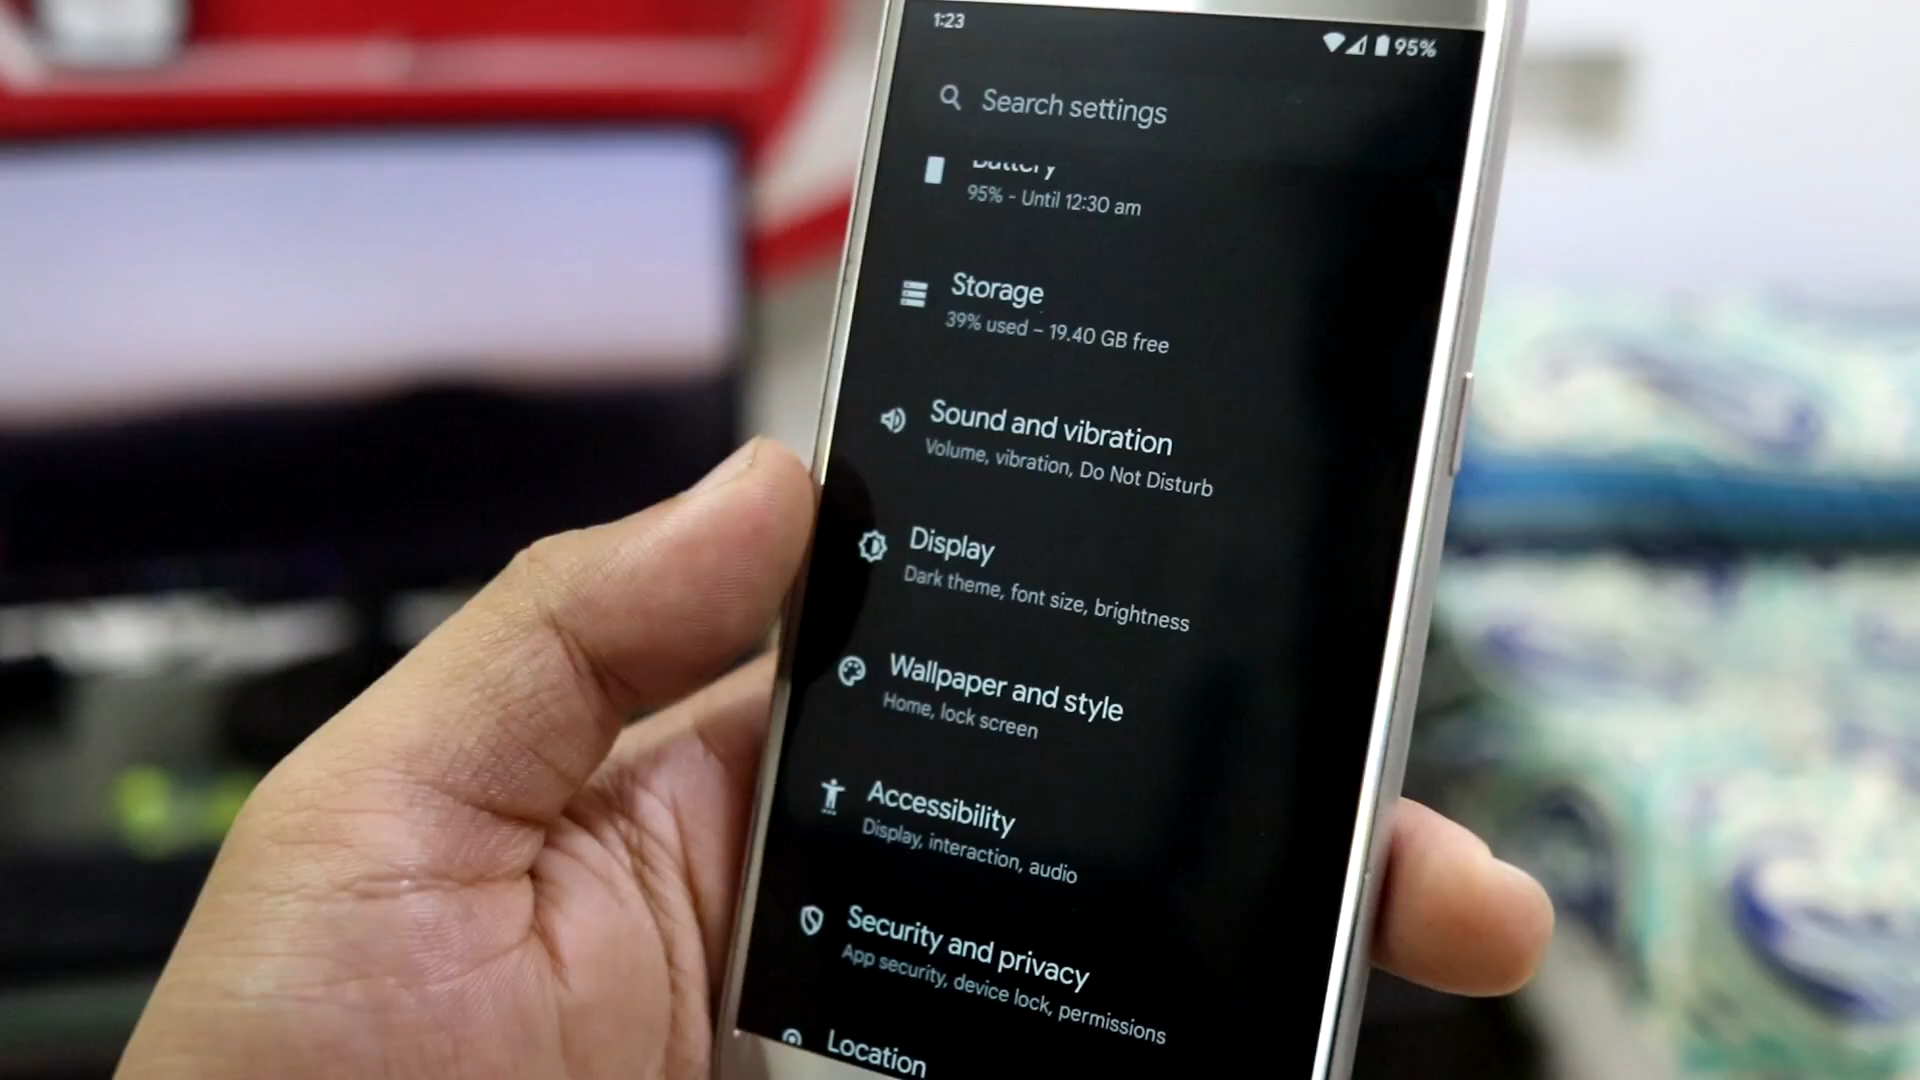 1:23
95%
Search settings
Battery
95% - Until 12:30 am
Storage
39% used – 19.40 GB free
Sound and vibration
Volume, vibration, Do Not Disturb
Display
Dark theme, font size, brightness
Wallpaper and style
Home, lock screen
Accessibility
Display, interaction, audio
Security and privacy
App security, device lock, permissions
Location